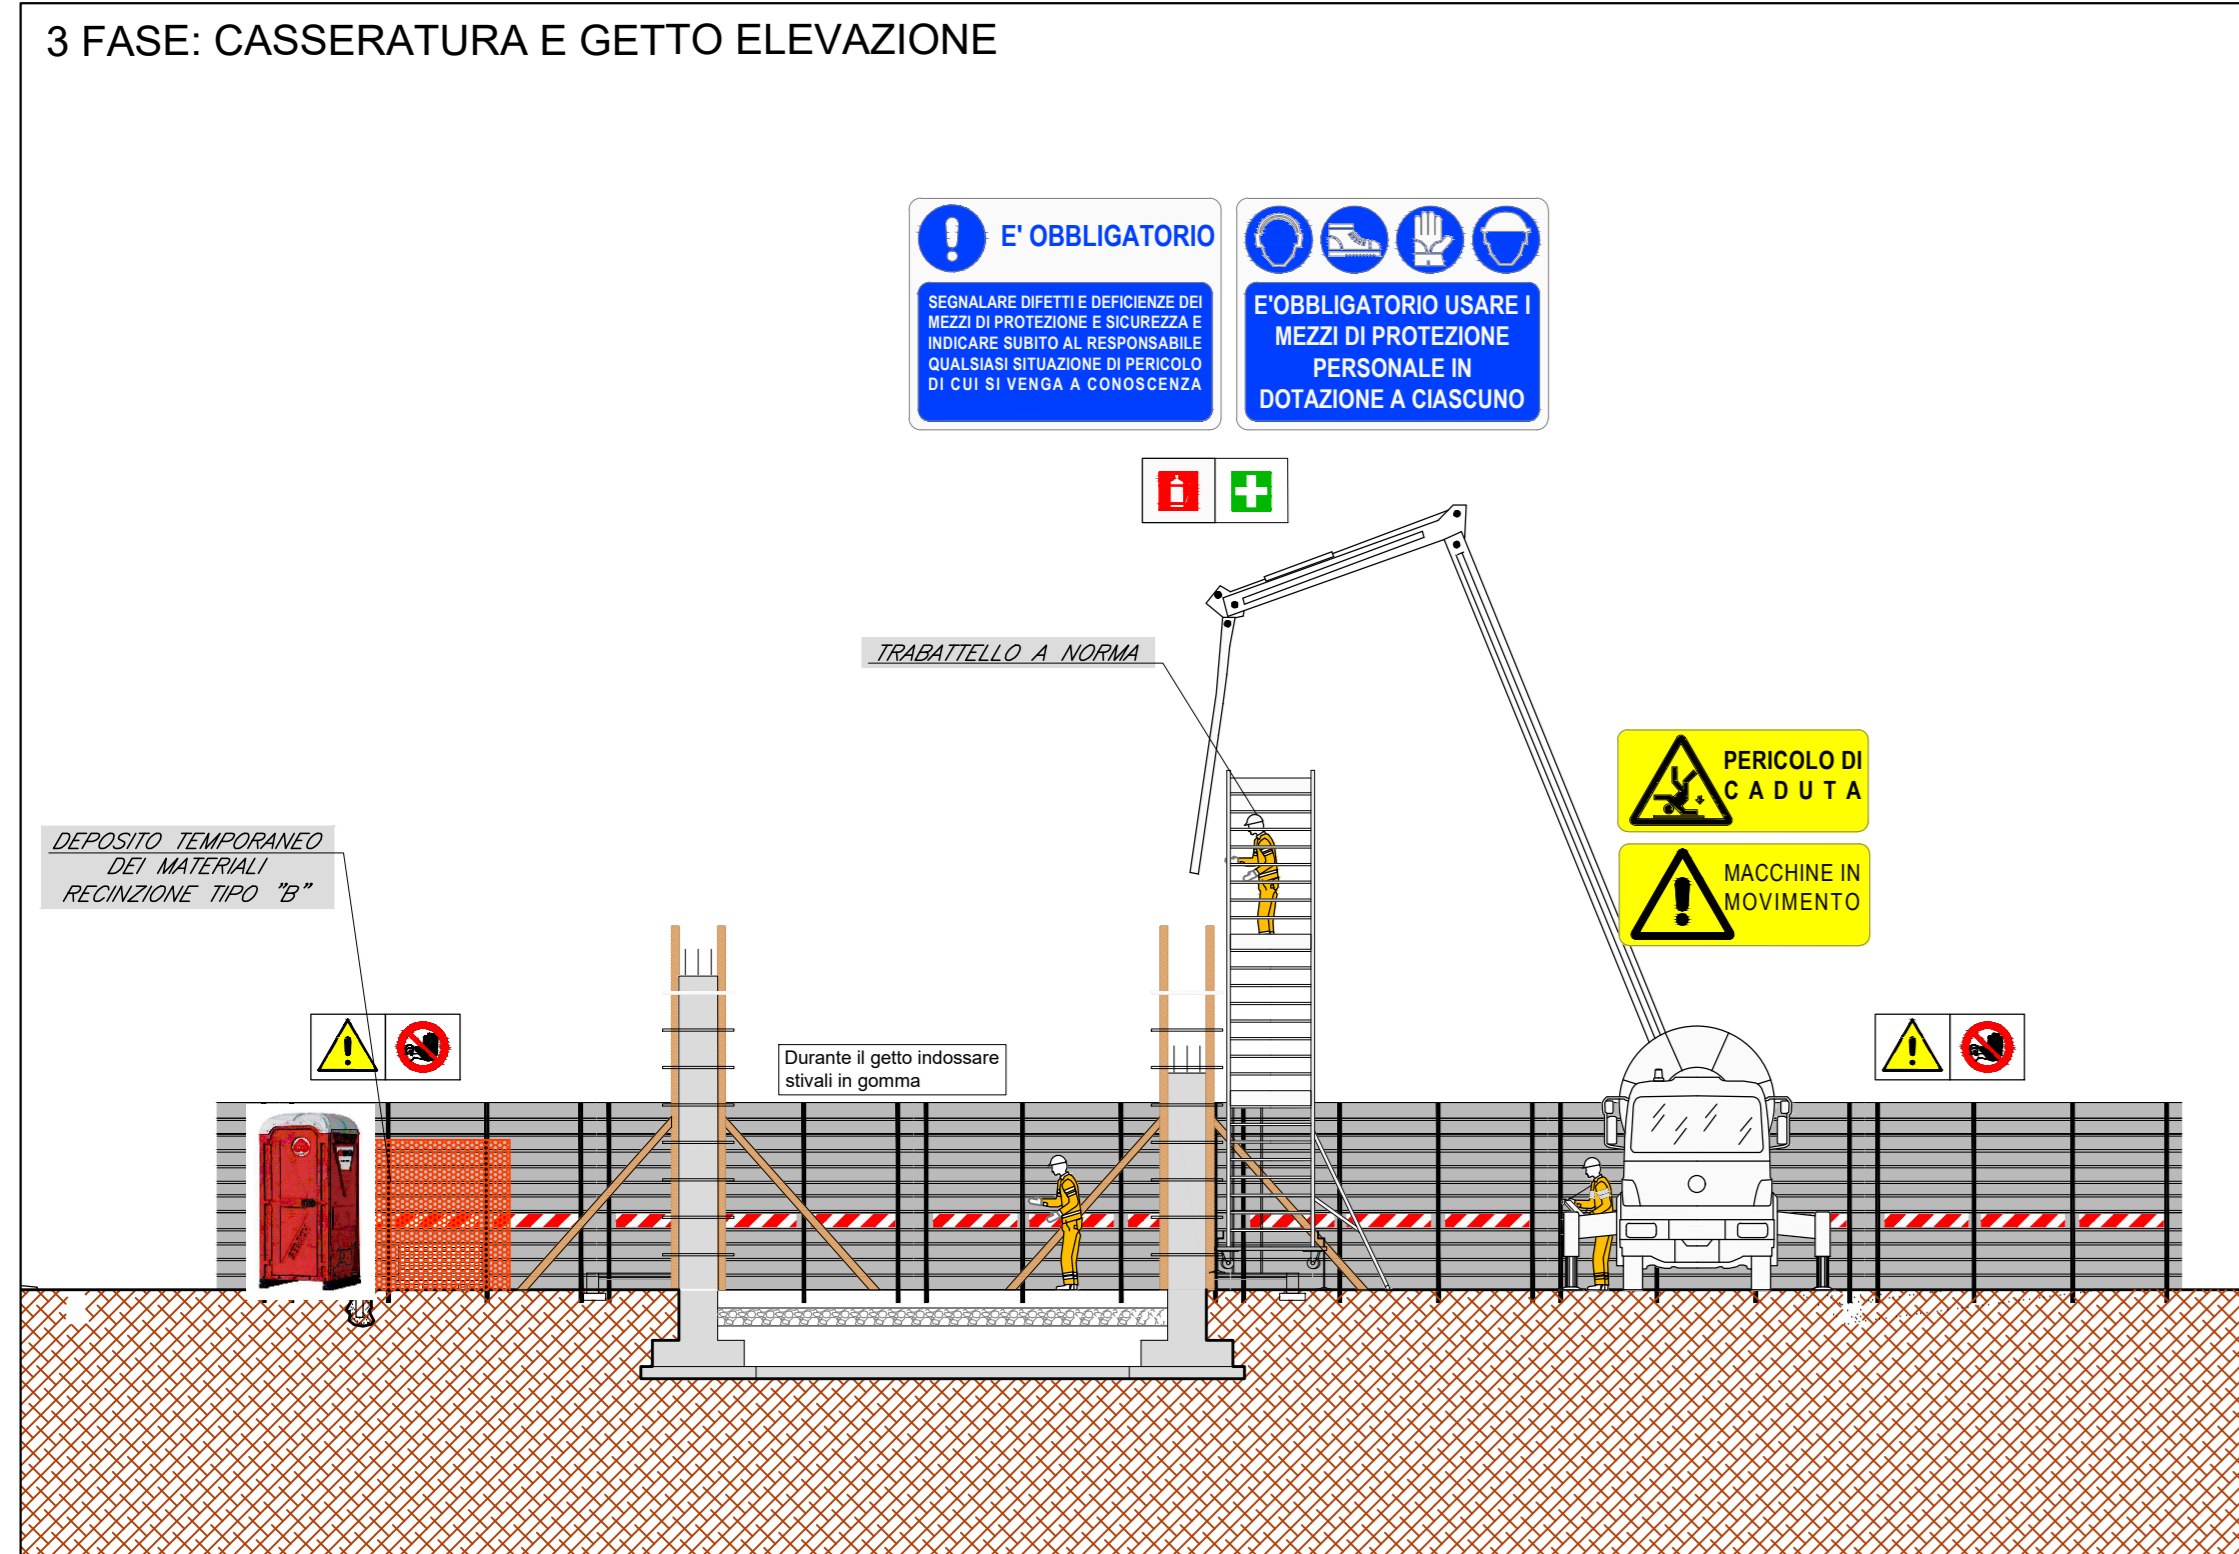 3 FASE: CASSERATURA E GETTO ELEVAZIONE
E' OBBLIGATORIO
SEGNALARE DIFETTI E DEFICIENZE DEI
MEZZI DI PROTEZIONE E SICUREZZA E
INDICARE SUBITO AL RESPONSABILE
QUALSIASI SITUAZIONE DI PERICOLO
DI CUI SI VENGA A CONOSCENZA
E'OBBLIGATORIO USARE I
MEZZI DI PROTEZIONE
PERSONALE IN
DOTAZIONE A CIASCUNO
TRABATTELLO A NORMA
PERICOLO DI
CADUTA
MACCHINE IN
MOVIMENTO
DEPOSITO TEMPORANEO
DEI MATERIALI
RECINZIONE TIPO "B"
Durante il getto indossare
stivali in gomma